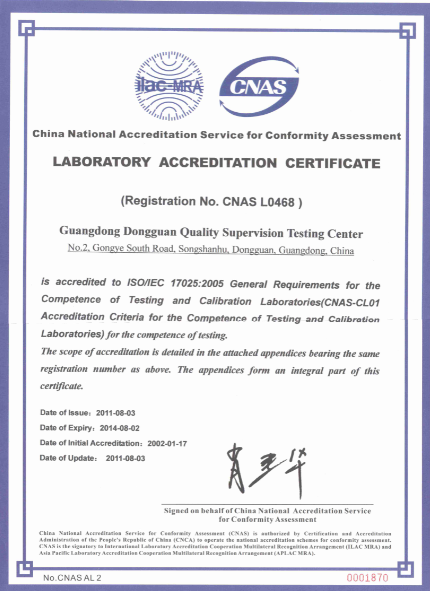 ilac-MRA
CNAS
China National Accreditation Service for Conformity Assessment
LABORATORY ACCREDITATION CERTIFICATE
(Registration No. CNAS L0468 )
Guangdong Dongguan Quality Supervision Testing Center
No.2, Gongye South Road, Songshanhu, Dongguan, Guangdong, China
is accredited to ISO/IEC 17025:2005 General Requirements for the
Competence of Testing and Calibration Laboratories(CNAS-CL01
Accreditation Criteria for the Competence of Testing and Calibration
Laboratories) for the competence of testing.
The scope of accreditation is detailed in the attached appendices bearing the same
registration number as above. The appendices form an integral part of this
certificate.
Date of Issue: 2011-08-03
Date of Expiry: 2014-08-02
Date of Initial Accreditation: 2002-01-17
Date of Update: 2011-08-03
Signed on behalf of China National Accreditation Service
for Conformity Assessment
China National Accreditation Service for Conformity Assessment (CNAS) is authorized by Certification and Accreditation
Administration of the People's Republic of China (CNCA) to operate the national accreditation schemes for conformity assessment.
CNAS is the signatory to International Laboratory Accreditation Cooperation Multilateral Recognition Arrangement (ILAC MRA) and
Asia Pacific Laboratory Accreditation Cooperation Multilateral Recognition Arrangement (APLAC MRA).
No.CNAS AL 2
0001870